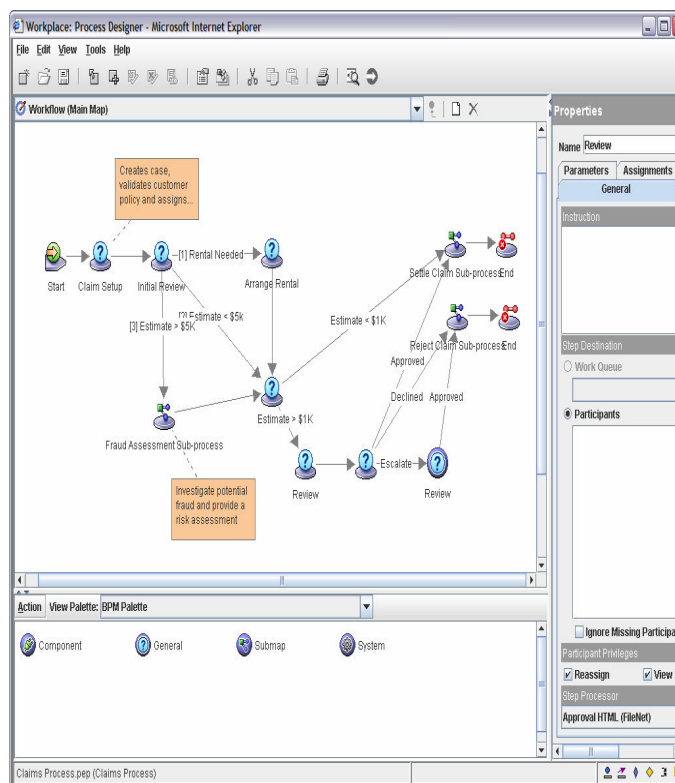 Workplace: Process Designer - Microsoft Internet Explorer
File Edit View Tools Help
Workflow (Main Map)
Creates case,
validates customer
policy and assigns...
Start
Claim Setup
Initial Review
[1] Rental Needed
Arrange Rental
Settle Claim Sub-process
End
[3] Estimate > $5K
Estimate < $5k
Estimate < $1K
Reject Claim Sub-process
End
Approved
Declined
Approved
Fraud Assessment Sub-process
Estimate > $1K
Escalate
Review
Review
Investigate potential
fraud and provide a
risk assessment
Action View Palette: BPM Palette
Component
General
Submap
System
Claims Process.pep (Claims Process)
Properties
Name Review
Parameters Assignments
General
Instruction
Step Destination
Work Queue
Participants
Ignore Missing Participa
Participant Privileges
Reassign View
Step Processor
Approval HTML (FileNet)